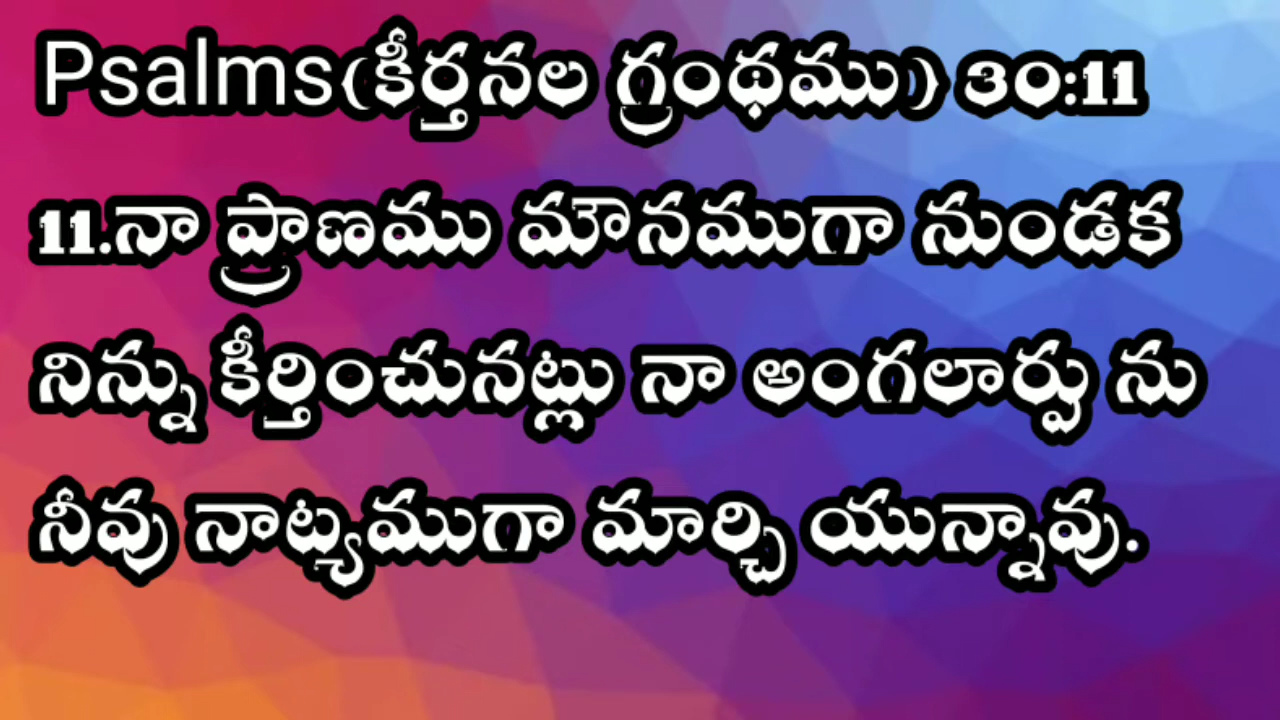 Psalms(కీర్తనల గ్రంథము) 30:11
11.నా ప్రాణము మౌనముగా నుండక
నిన్ను కీర్తించునట్లు నా అంగలార్పు ను
నీవు నాట్యముగా మార్చి యున్నావు.